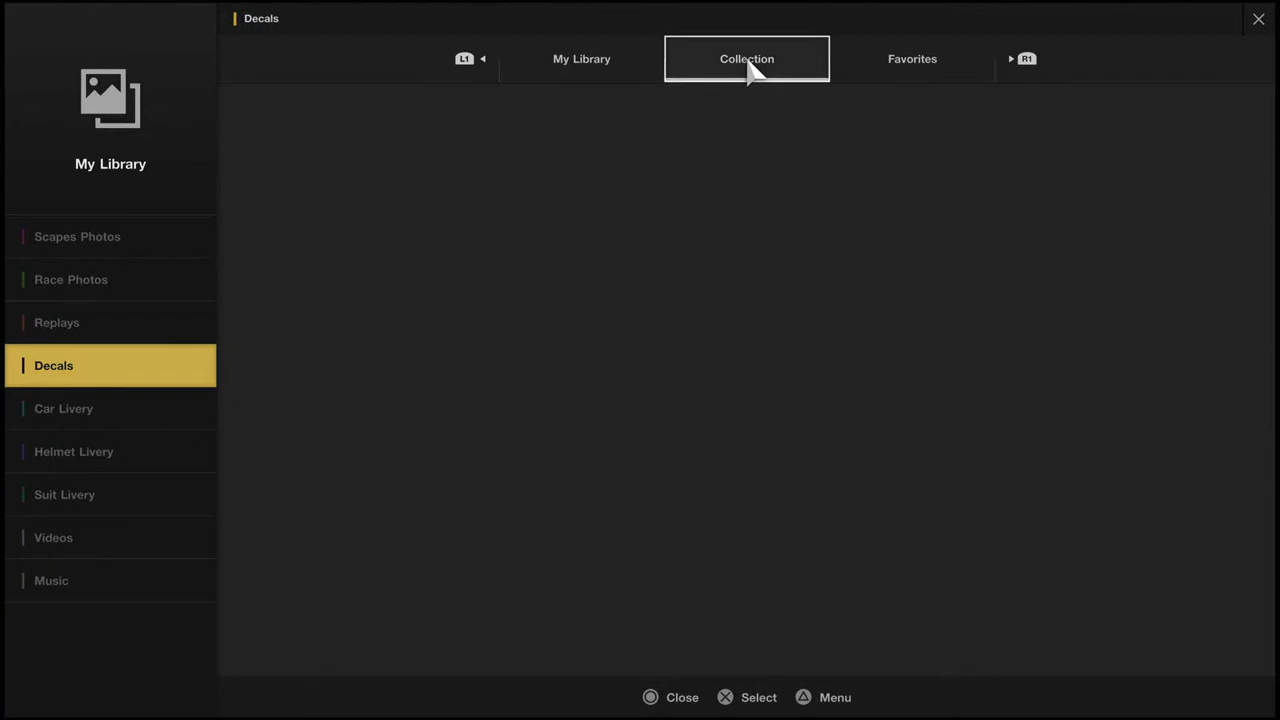 Decals
L1
My Library
Collection
Favorites
R1
My Library
Scapes Photos
Race Photos
Replays
Decals
Car Livery
Helmet Livery
Suit Livery
Videos
Music
Close
Select
Menu